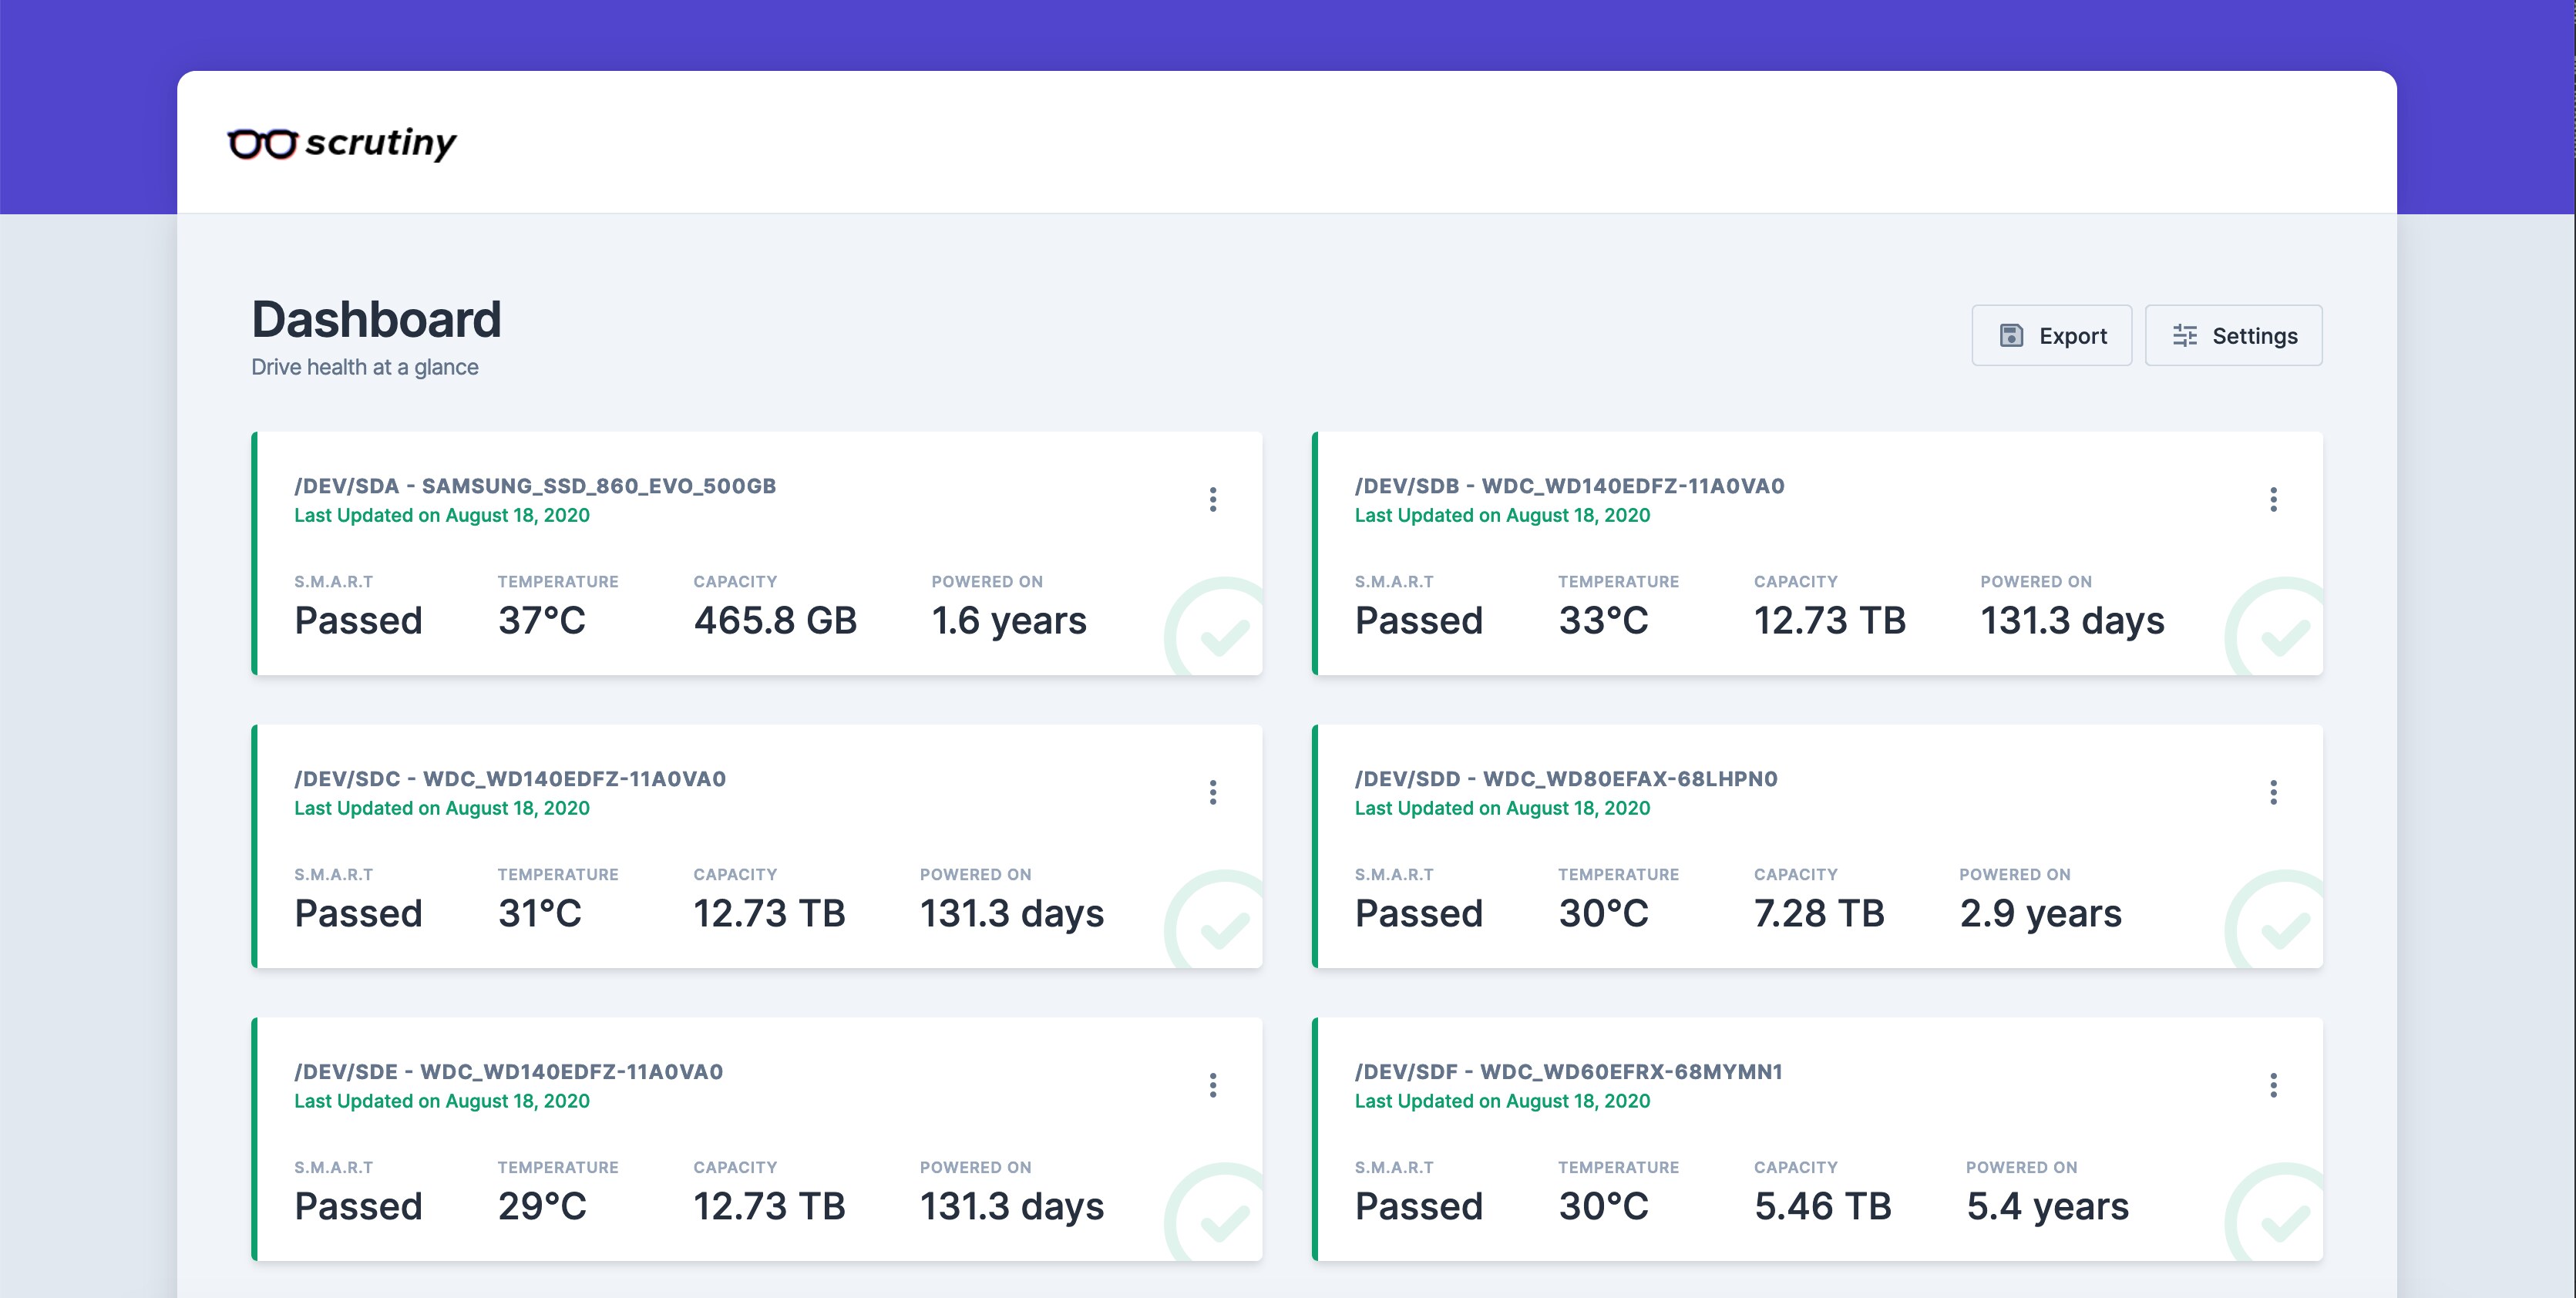 scrutiny
Dashboard
Drive health at a glance
Export
Settings
/DEV/SDA - SAMSUNG_SSD_860_EVO_500GB
Last Updated on August 18, 2020
S.M.A.R.T TEMPERATURE CAPACITY POWERED ON
Passed 37°C 465.8 GB 1.6 years
/DEV/SDB - WDC_WD140EDFZ-11A0VA0
Last Updated on August 18, 2020
S.M.A.R.T TEMPERATURE CAPACITY POWERED ON
Passed 33°C 12.73 TB 131.3 days
/DEV/SDC - WDC_WD140EDFZ-11A0VA0
Last Updated on August 18, 2020
S.M.A.R.T TEMPERATURE CAPACITY POWERED ON
Passed 31°C 12.73 TB 131.3 days
/DEV/SDD - WDC_WD80EFAX-68LHPN0
Last Updated on August 18, 2020
S.M.A.R.T TEMPERATURE CAPACITY POWERED ON
Passed 30°C 7.28 TB 2.9 years
/DEV/SDE - WDC_WD140EDFZ-11A0VA0
Last Updated on August 18, 2020
S.M.A.R.T TEMPERATURE CAPACITY POWERED ON
Passed 29°C 12.73 TB 131.3 days
/DEV/SDF - WDC_WD60EFRX-68MYMN1
Last Updated on August 18, 2020
S.M.A.R.T TEMPERATURE CAPACITY POWERED ON
Passed 30°C 5.46 TB 5.4 years